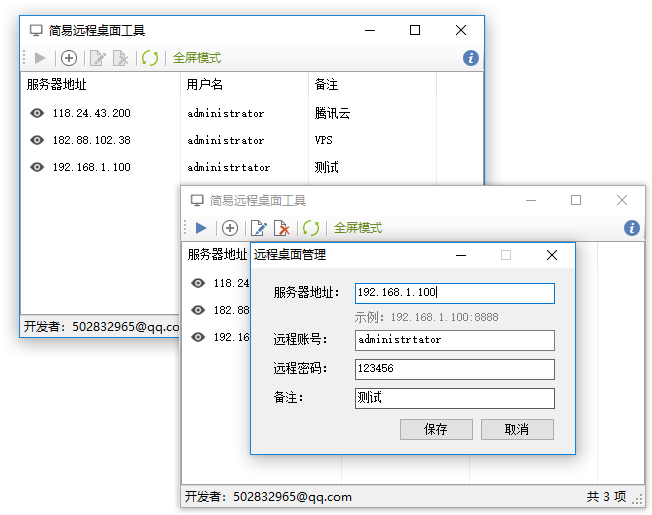 简易远程桌面工具
全屏模式
服务器地址 用户名 备注
118.24.43.200 administrator 腾讯云
182.88.102.38 administrator VPS
192.168.1.100 administrtator 测试
开发者：502832965@qq.co
简易远程桌面工具
全屏模式
服务器地址
118.24
182.88
192.16
远程桌面管理
服务器地址： 192.168.1.100
示例：192.168.1.100:8888
远程账号： administrtator
远程密码： 123456
备注： 测试
保存 取消
开发者：502832965@qq.com 共 3 项